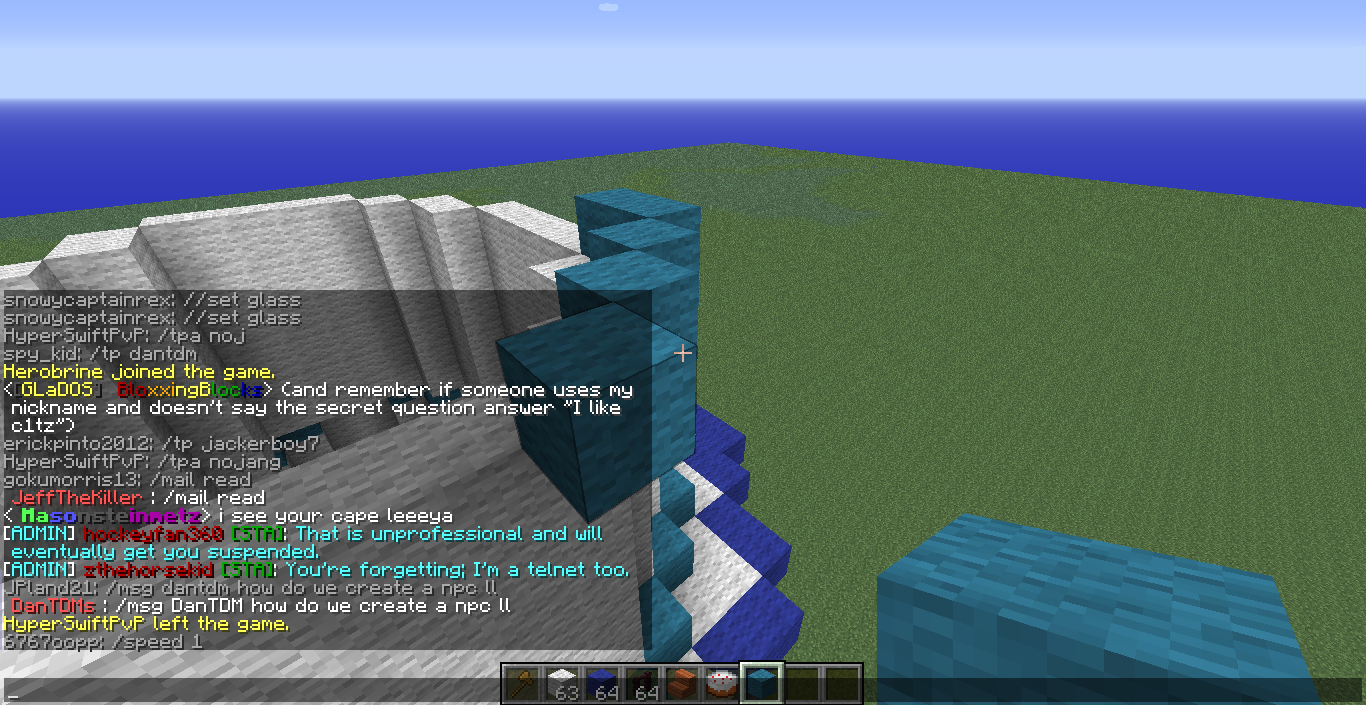 snowycaptainrex: //set glass
snowycaptainrex: //set glass
HyperSwiftPvP: /tpa noj
spy_kid: /tp dantdm
Herobrine joined the game.
<[GLaDOS] BloxxingBlocks> (and remember if someone uses my
nickname and doesn't say the secret question answer "I like
c1tz")
erickpinto2012: /tp jackerboy7
HyperSwiftPvP: /tpa nojang
gokumorris13: /mail read
JeffTheKiller : /mail read
< Masonsteinmetz> i see your cape leeeya
[ADMIN] hockeyfan360 [STA]: That is unprofessional and will
eventually get you suspended.
[ADMIN] zthehorsekid [STA]: You're forgetting; I'm a telnet too.
JPland21: /msg dantdm how do we create a npc ll
DanTDMs : /msg DanTDM how do we create a npc ll
HyperSwiftPvP left the game.
6767oopp: /speed 1
_
63 64 64